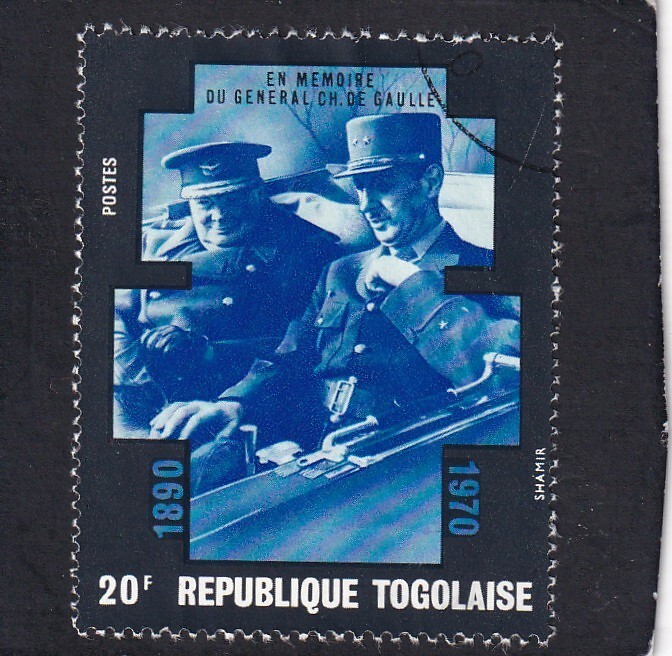 EN MEMOIRE
DU GENERAL CH. DE GAULLE
POSTES
1890
1970
SHAMIR
20F REPUBLIQUE TOGOLAISE